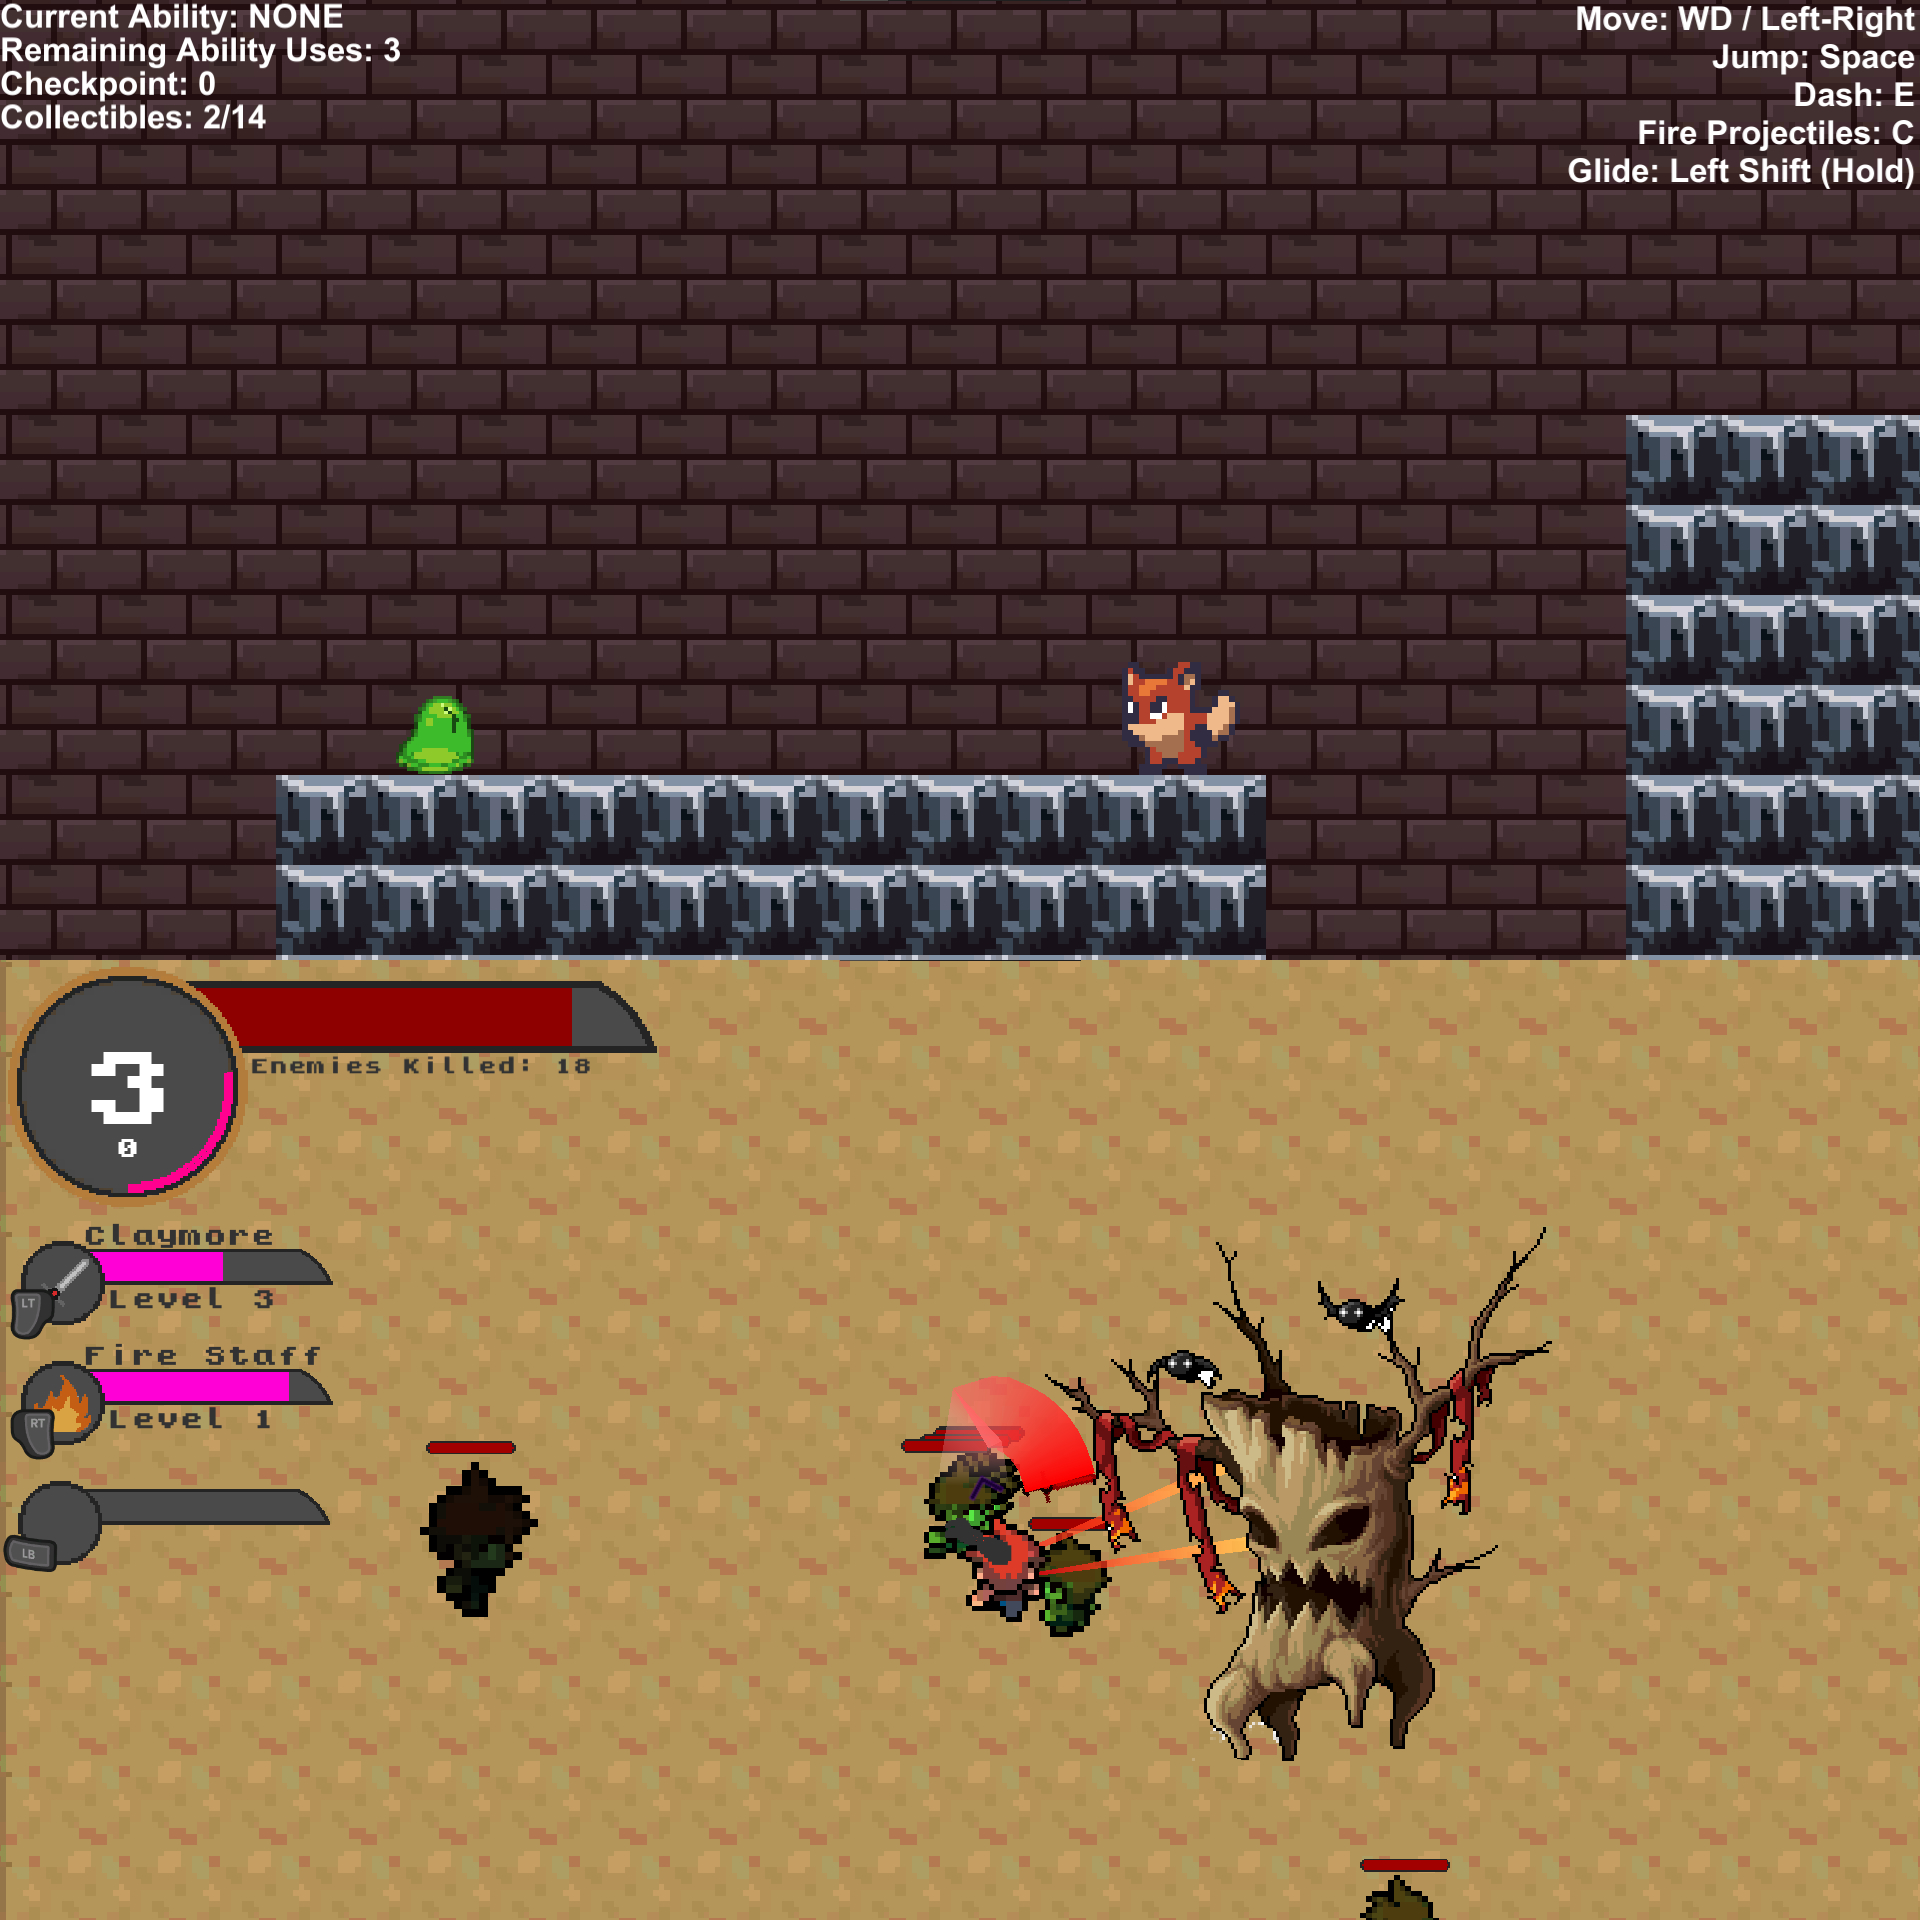 Current Ability: NONE
Remaining Ability Uses: 3
Checkpoint: 0
Collectibles: 2/14
Move: WD / Left-Right
Jump: Space
Dash: E
Fire Projectiles: C
Glide: Left Shift (Hold)
Enemies Killed: 18
3
0
Claymore
LT
Level 3
Fire Staff
RT
Level 1
LB